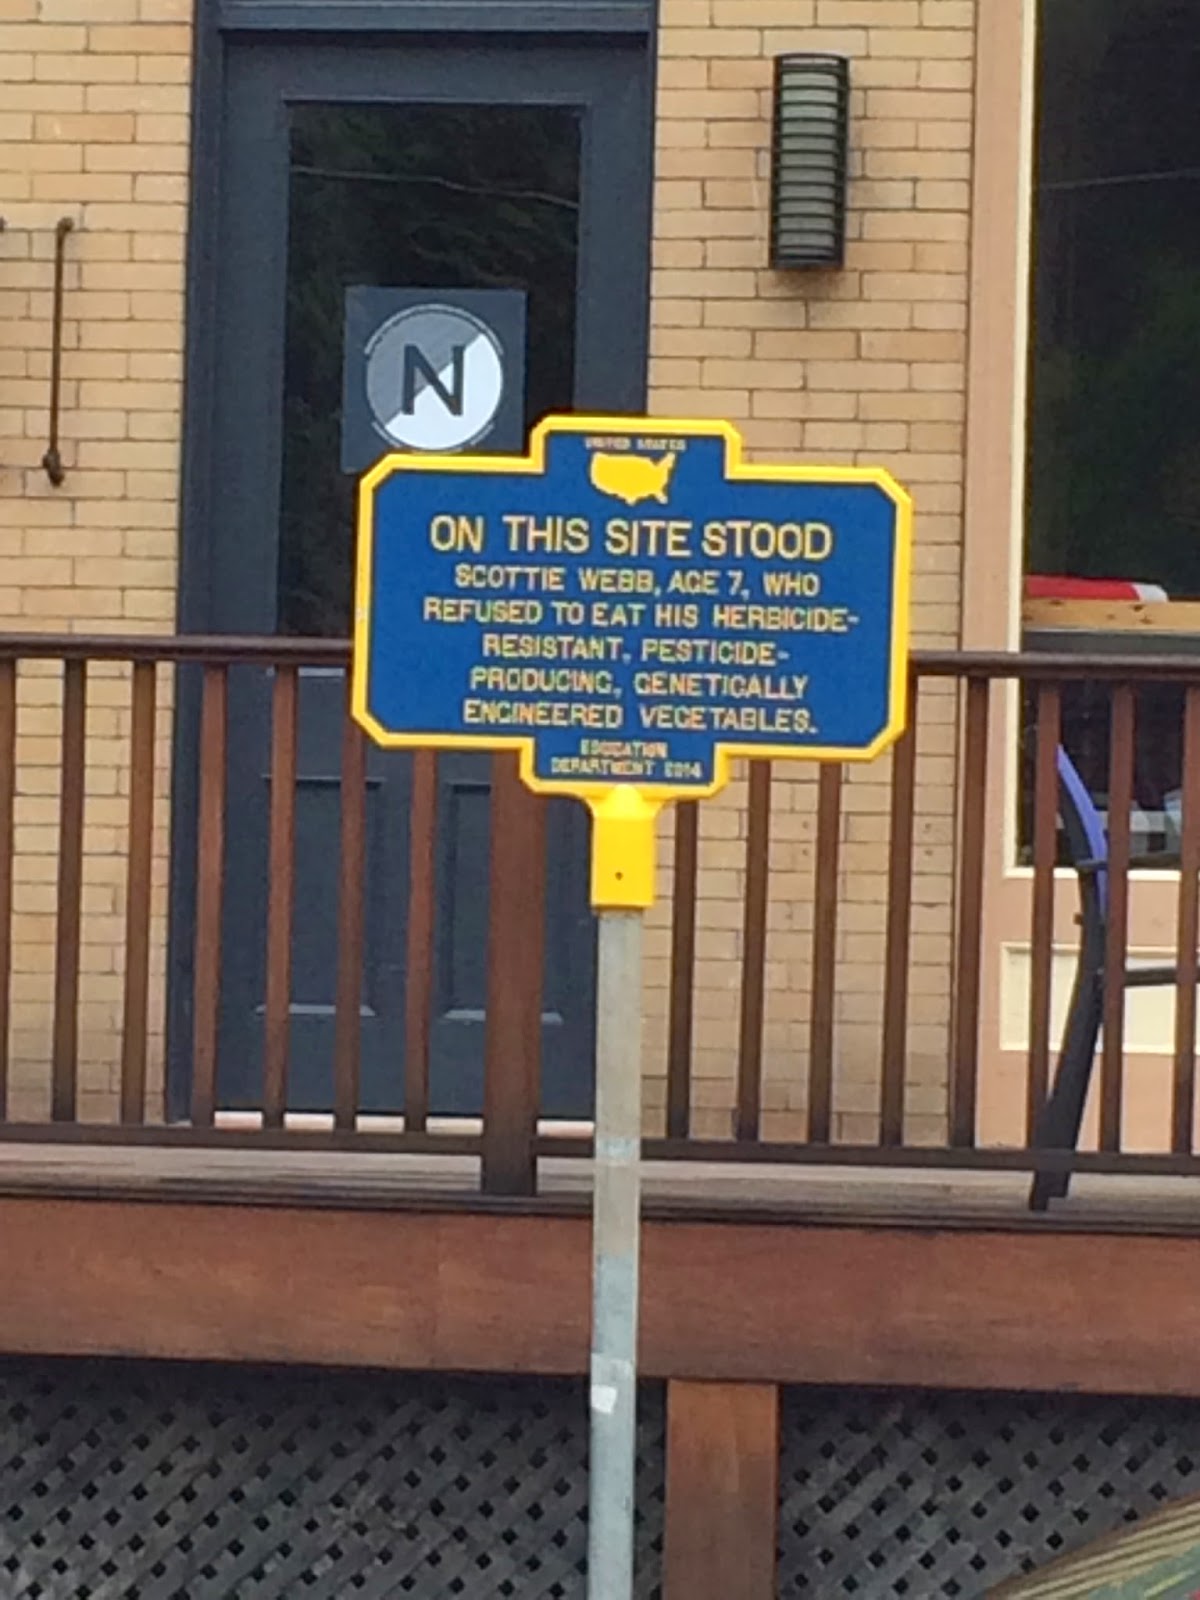 N
UNITED STATES
ON THIS SITE STOOD
SCOTTIE WEBB, AGE 7, WHO
REFUSED TO EAT HIS HERBICIDE-
RESISTANT, PESTICIDE-
PRODUCING, GENETICALLY
ENGINEERED VEGETABLES.
EDUCATION
DEPARTMENT 2014